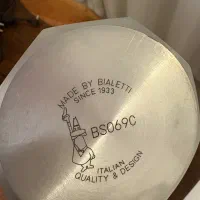 MADE BY BIALETTI
SINCE 1933
BS069C
ITALIAN
QUALITY & DESIGN